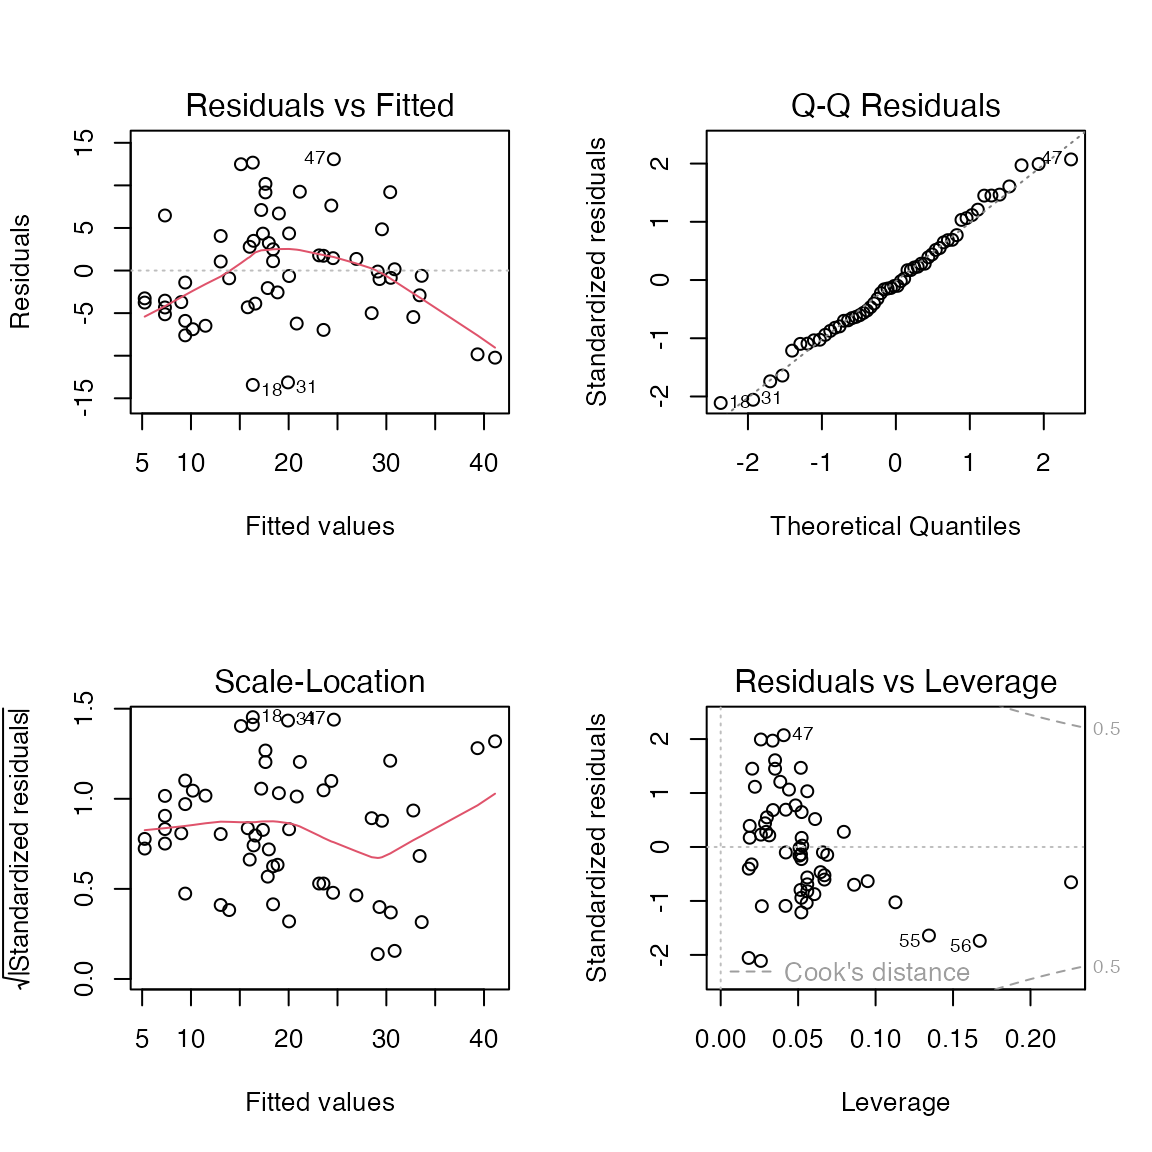 Residuals vs Fitted
Residuals
15
5
0
-5
-15
47
18
31
5 10 20 30 40
Fitted values
Q-Q Residuals
Standardized residuals
2
1
0
-1
-2
47
18
31
-2 -1 0 1 2
Theoretical Quantiles
Scale-Location
√|Standardized residuals|
1.5
1.0
0.5
0.0
18
31
47
5 10 20 30 40
Fitted values
Residuals vs Leverage
Standardized residuals
2
1
0
-1
-2
47
55
56
0.5
0.5
Cook's distance
0.00 0.05 0.10 0.15 0.20
Leverage